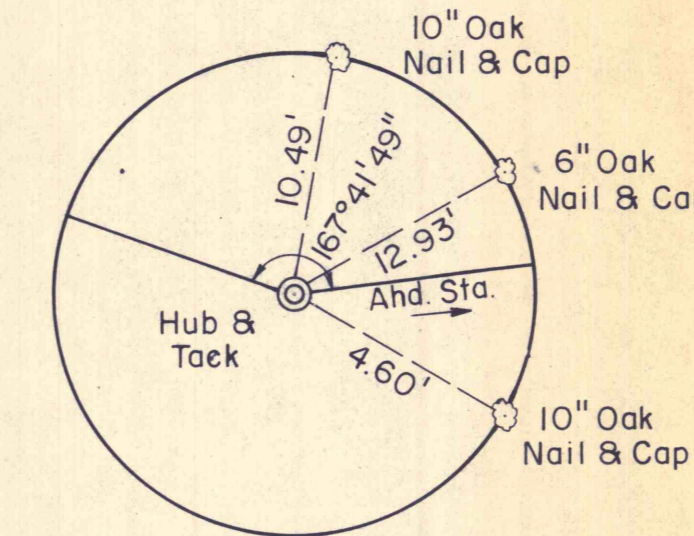 10" Oak
Nail & Cap
10.49'
167°41'49"
6" Oak
Nail & Ca
12.93'
Ahd. Sta.
Hub &
Tack
4.60'
10" Oak
Nail & Cap